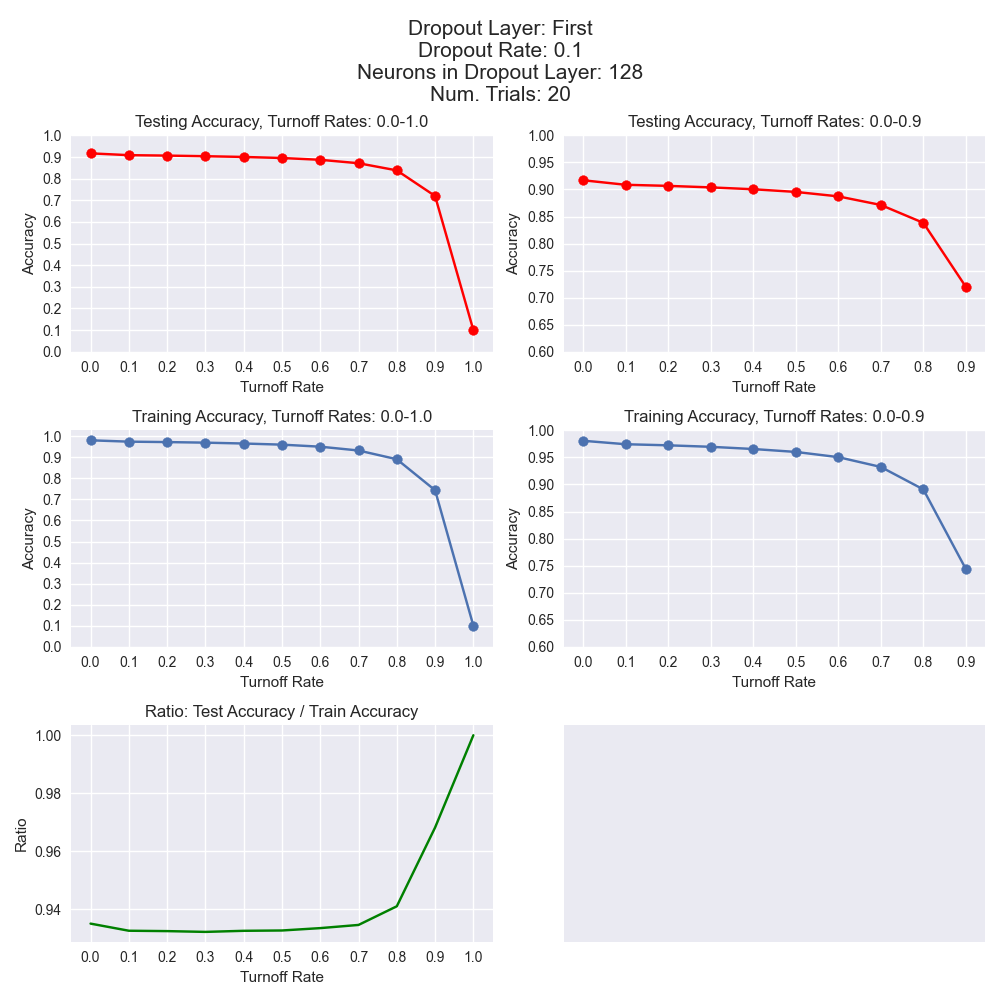 Dropout Layer: First
Dropout Rate: 0.1
Neurons in Dropout Layer: 128
Num. Trials: 20
Testing Accuracy, Turnoff Rates: 0.0-1.0
1.0
0.9
0.8
0.7
0.6
0.5
0.4
0.3
0.2
0.1
0.0
Accuracy
0.0 0.1 0.2 0.3 0.4 0.5 0.6 0.7 0.8 0.9 1.0
Turnoff Rate
Testing Accuracy, Turnoff Rates: 0.0-0.9
1.00
0.95
0.90
0.85
0.80
0.75
0.70
0.65
0.60
Accuracy
0.0 0.1 0.2 0.3 0.4 0.5 0.6 0.7 0.8 0.9
Turnoff Rate
Training Accuracy, Turnoff Rates: 0.0-1.0
1.0
0.9
0.8
0.7
0.6
0.5
0.4
0.3
0.2
0.1
0.0
Accuracy
0.0 0.1 0.2 0.3 0.4 0.5 0.6 0.7 0.8 0.9 1.0
Turnoff Rate
Training Accuracy, Turnoff Rates: 0.0-0.9
1.00
0.95
0.90
0.85
0.80
0.75
0.70
0.65
0.60
Accuracy
0.0 0.1 0.2 0.3 0.4 0.5 0.6 0.7 0.8 0.9
Turnoff Rate
Ratio: Test Accuracy / Train Accuracy
1.00
0.98
0.96
0.94
Ratio
0.0 0.1 0.2 0.3 0.4 0.5 0.6 0.7 0.8 0.9 1.0
Turnoff Rate